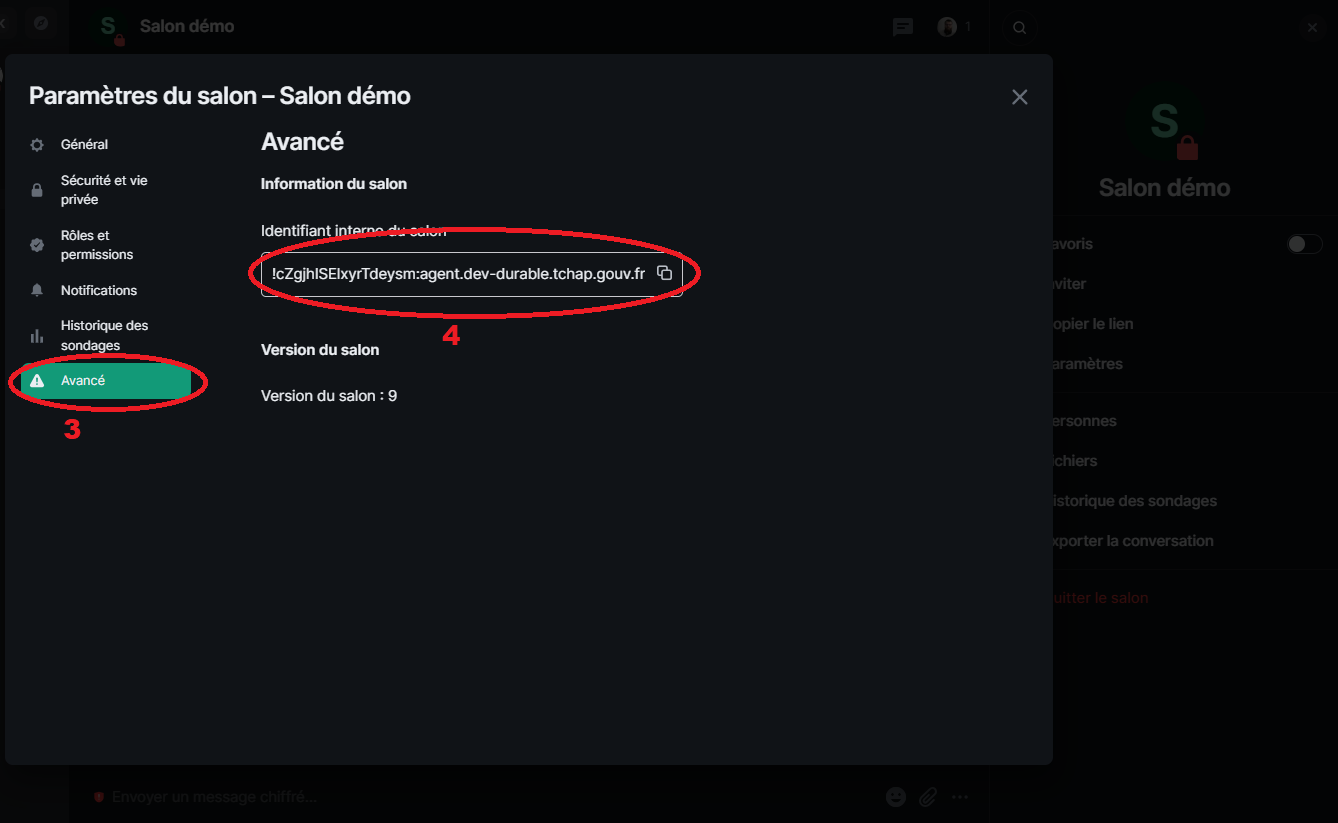 S
Salon démo
1
Paramètres du salon – Salon démo
Général
Sécurité et vie
privée
Rôles et
permissions
Notifications
Historique des
sondages
Avancé
3
Avancé
Information du salon
Identifiant interne du salon
!cZgjhISElxyrTdeysm:agent.dev-durable.tchap.gouv.fr
4
Version du salon
Version du salon : 9
S
Salon démo
avoris
nviter
opier le lien
aramètres
ersonnes
ichiers
istorique des sondages
xporter la conversation
uitter le salon
Envoyer un message chiffré...